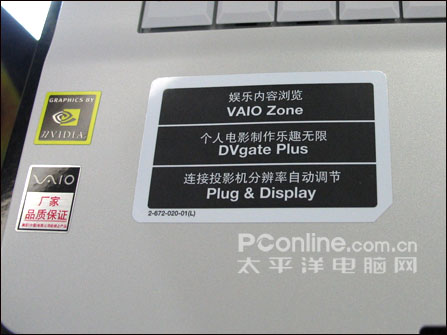 GRAPHICS BY
NVIDIA
VAIO
厂家
品质保证
娱乐内容浏览
VAIO Zone
个人电影制作乐趣无限
DVgate Plus
连接投影机分辨率自动调节
Plug & Display
2-672-020-01(L)
PConline.com.cn
太平洋电脑网